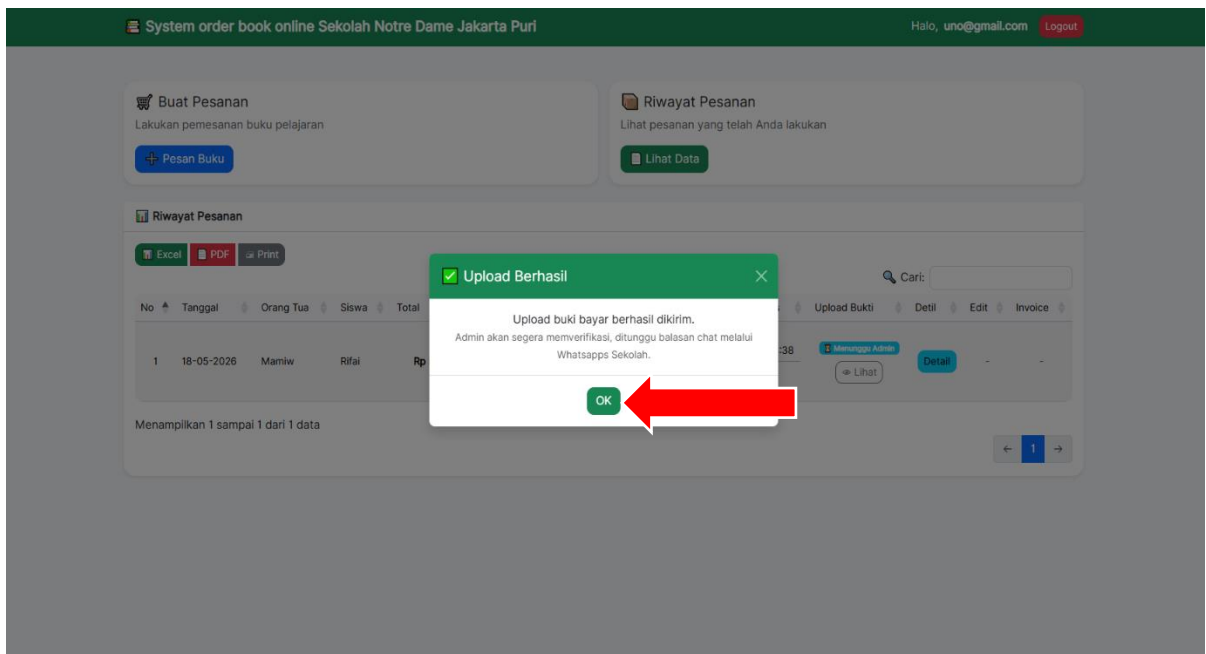 System order book online Sekolah Notre Dame Jakarta Puri
Halo, uno@gmail.com Logout
Buat Pesanan
Lakukan pemesanan buku pelajaran
Pesan Buku
Riwayat Pesanan
Lihat pesanan yang telah Anda lakukan
Lihat Data
Riwayat Pesanan
Excel PDF Print
Cari:
No Tanggal Orang Tua Siswa Total Upload Bukti Detil Edit Invoice
1 18-05-2026 Mamiw Rifai Rp :38 Menunggu Admin Detail - -
Lihat
Menampilkan 1 sampai 1 dari 1 data
← 1 →
Upload Berhasil
Upload buki bayar berhasil dikirim.
Admin akan segera memverifikasi, ditunggu balasan chat melalui
Whatsapps Sekolah.
OK